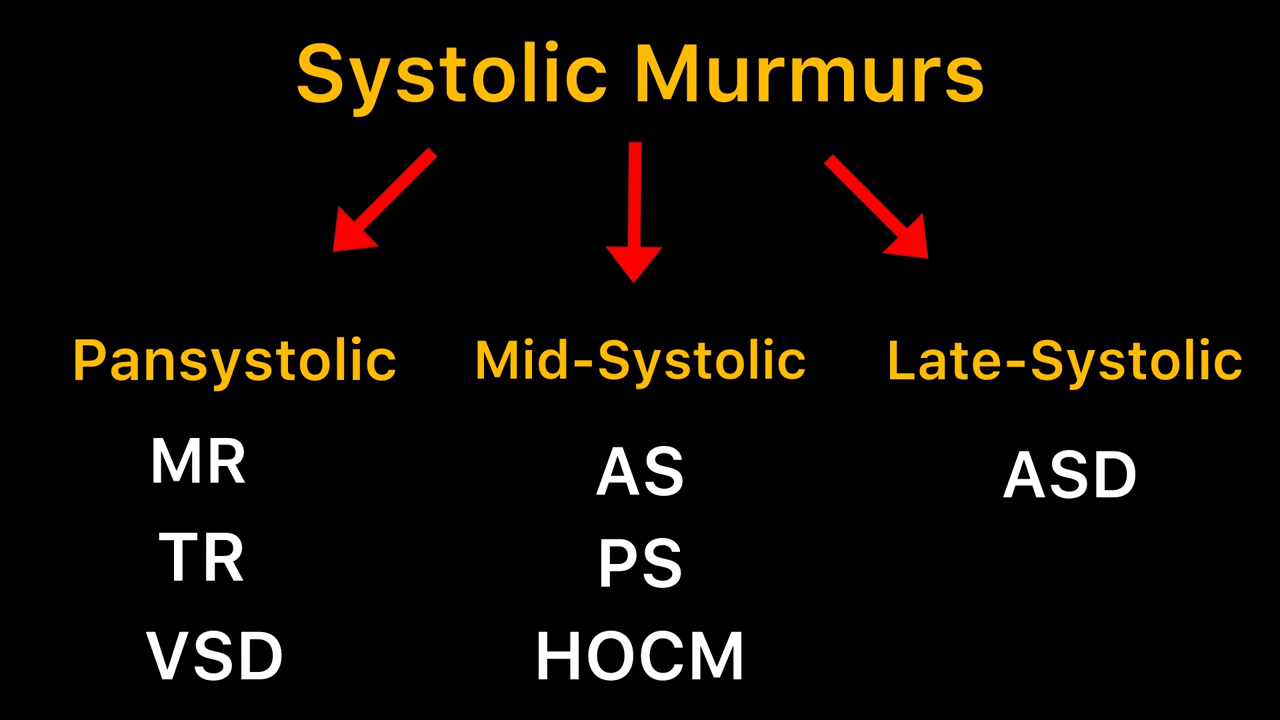 Systolic Murmurs
Pansystolic
MR
TR
VSD
Mid-Systolic
AS
PS
HOCM
Late-Systolic
ASD